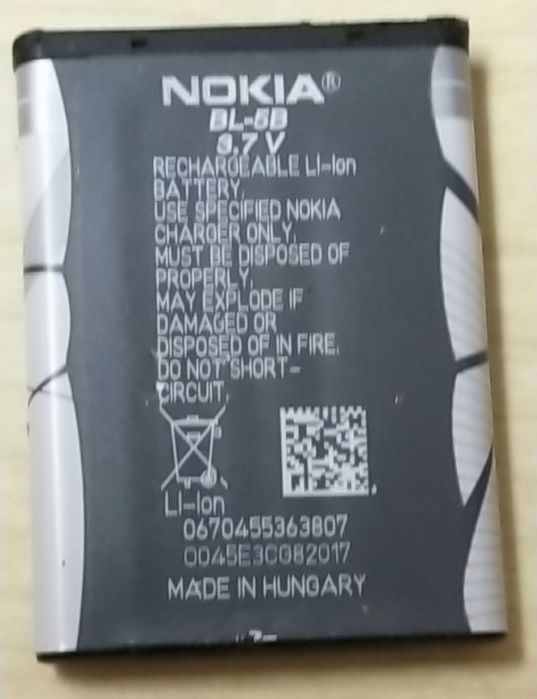 NOKIA®
BL-5B
3.7 V
RECHARGEABLE Li-Ion
BATTERY.
USE SPECIFIED NOKIA
CHARGER ONLY.
MUST BE DISPOSED OF
PROPERLY.
MAY EXPLODE IF
DAMAGED OR
DISPOSED OF IN FIRE.
DO NOT SHORT-
CIRCUIT.
Li-Ion
0670455363807
0045E3CG82017
MADE IN HUNGARY